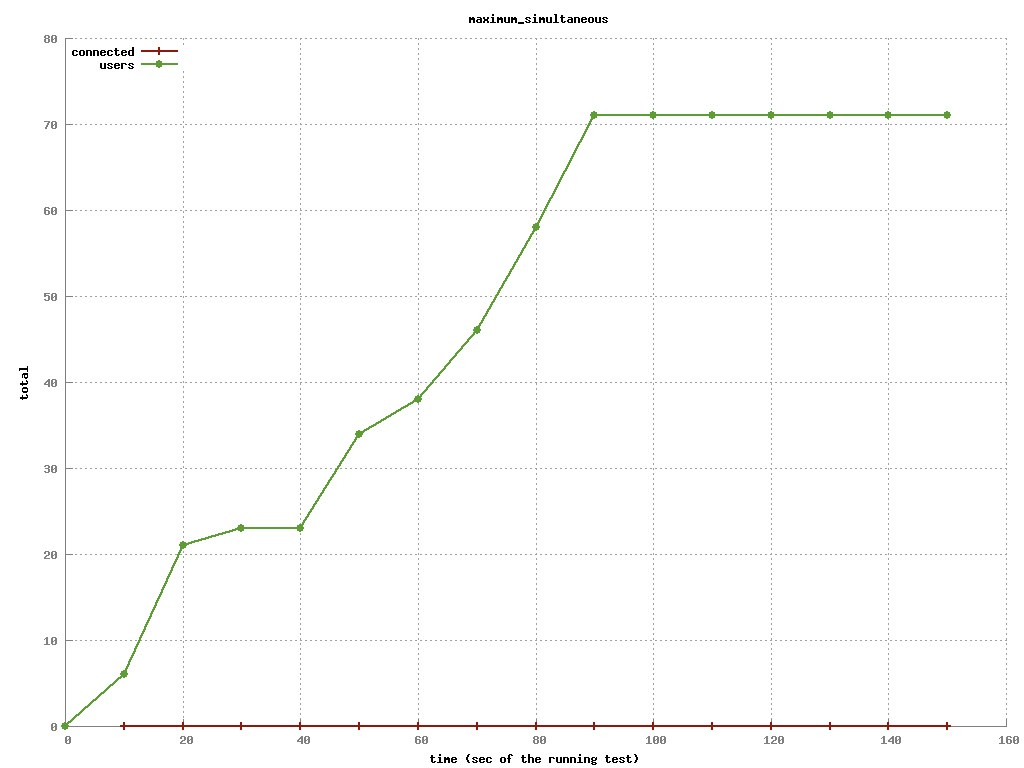 maximum_simultaneous
80
connected
users
70
60
50
40
total
30
20
10
0
0 20 40 60 80 100 120 140 160
time (sec of the running test)